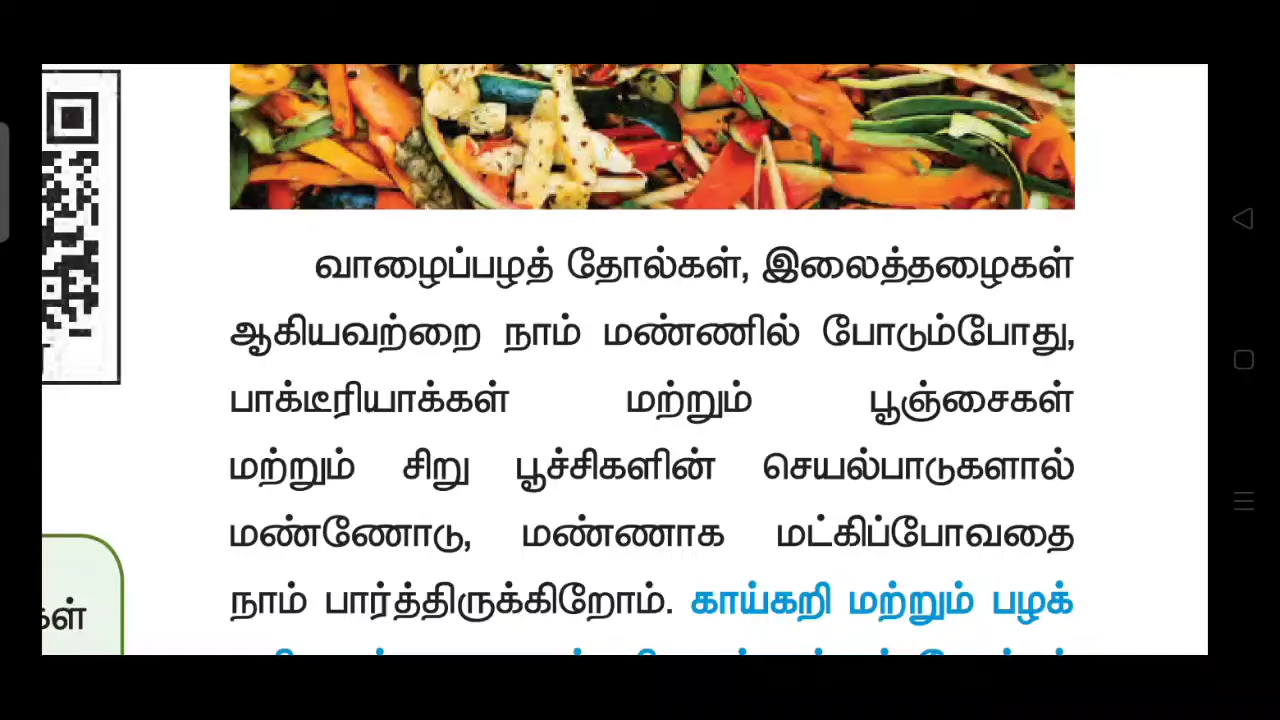 வாழைப்பழத் தோல்கள், இலைத்தழைகள்
ஆகியவற்றை நாம் மண்ணில் போடும்போது,
பாக்டீரியாக்கள் மற்றும் பூஞ்சைகள்
மற்றும் சிறு பூச்சிகளின் செயல்பாடுகளால்
மண்ணோடு, மண்ணாக மட்கிப்போவதை
நாம் பார்த்திருக்கிறோம். காய்கறி மற்றும் பழக்